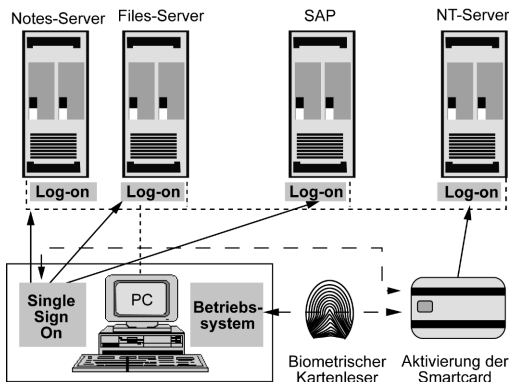 Notes-Server
Files-Server
SAP
NT-Server
Log-on
Log-on
Log-on
Log-on
Single
Sign
On
PC
Betriebs-
system
Biometrischer
Kartenleser
Aktivierung der
Smartcard